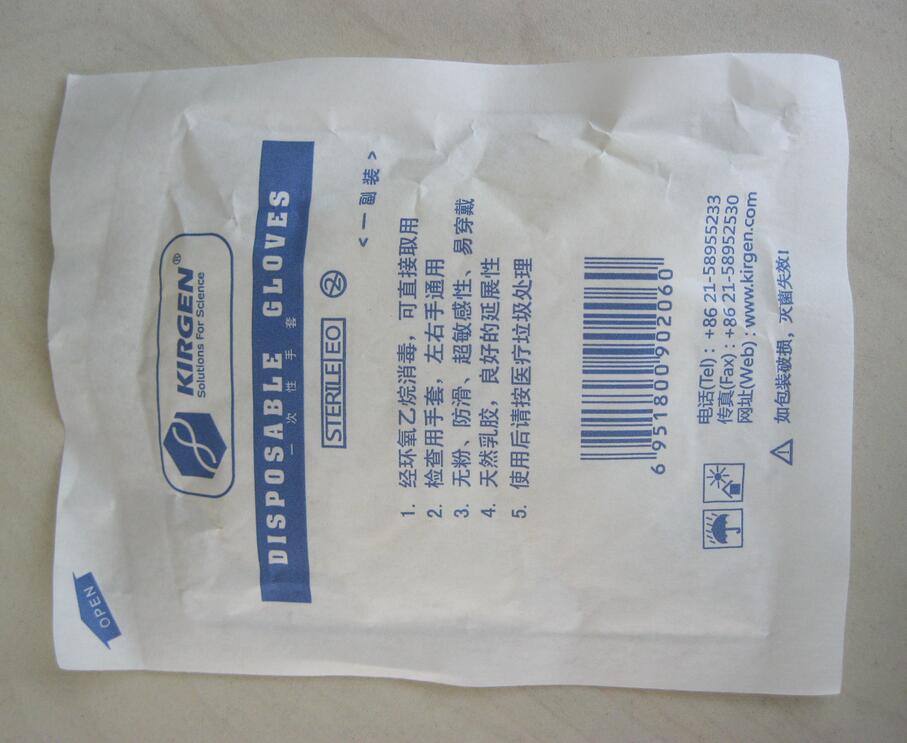 OPEN
KIRGEN®
Solutions For Science
DISPOSABLE GLOVES
一次性手套
STERILE EO
2
<一副装>
1. 经环氧乙烷消毒，可直接取用
2. 检查用手套，左右手通用
3. 无粉、防滑、超敏感性、易穿戴
4. 天然乳胶，良好的延展性
5. 使用后请按医疗垃圾处理
6951800902060
电话(Tel)：+86 21-58955233
传真(Fax)：+86 21-58952530
网址(Web)：www.kirgen.com
如包装破损，灭菌失效!